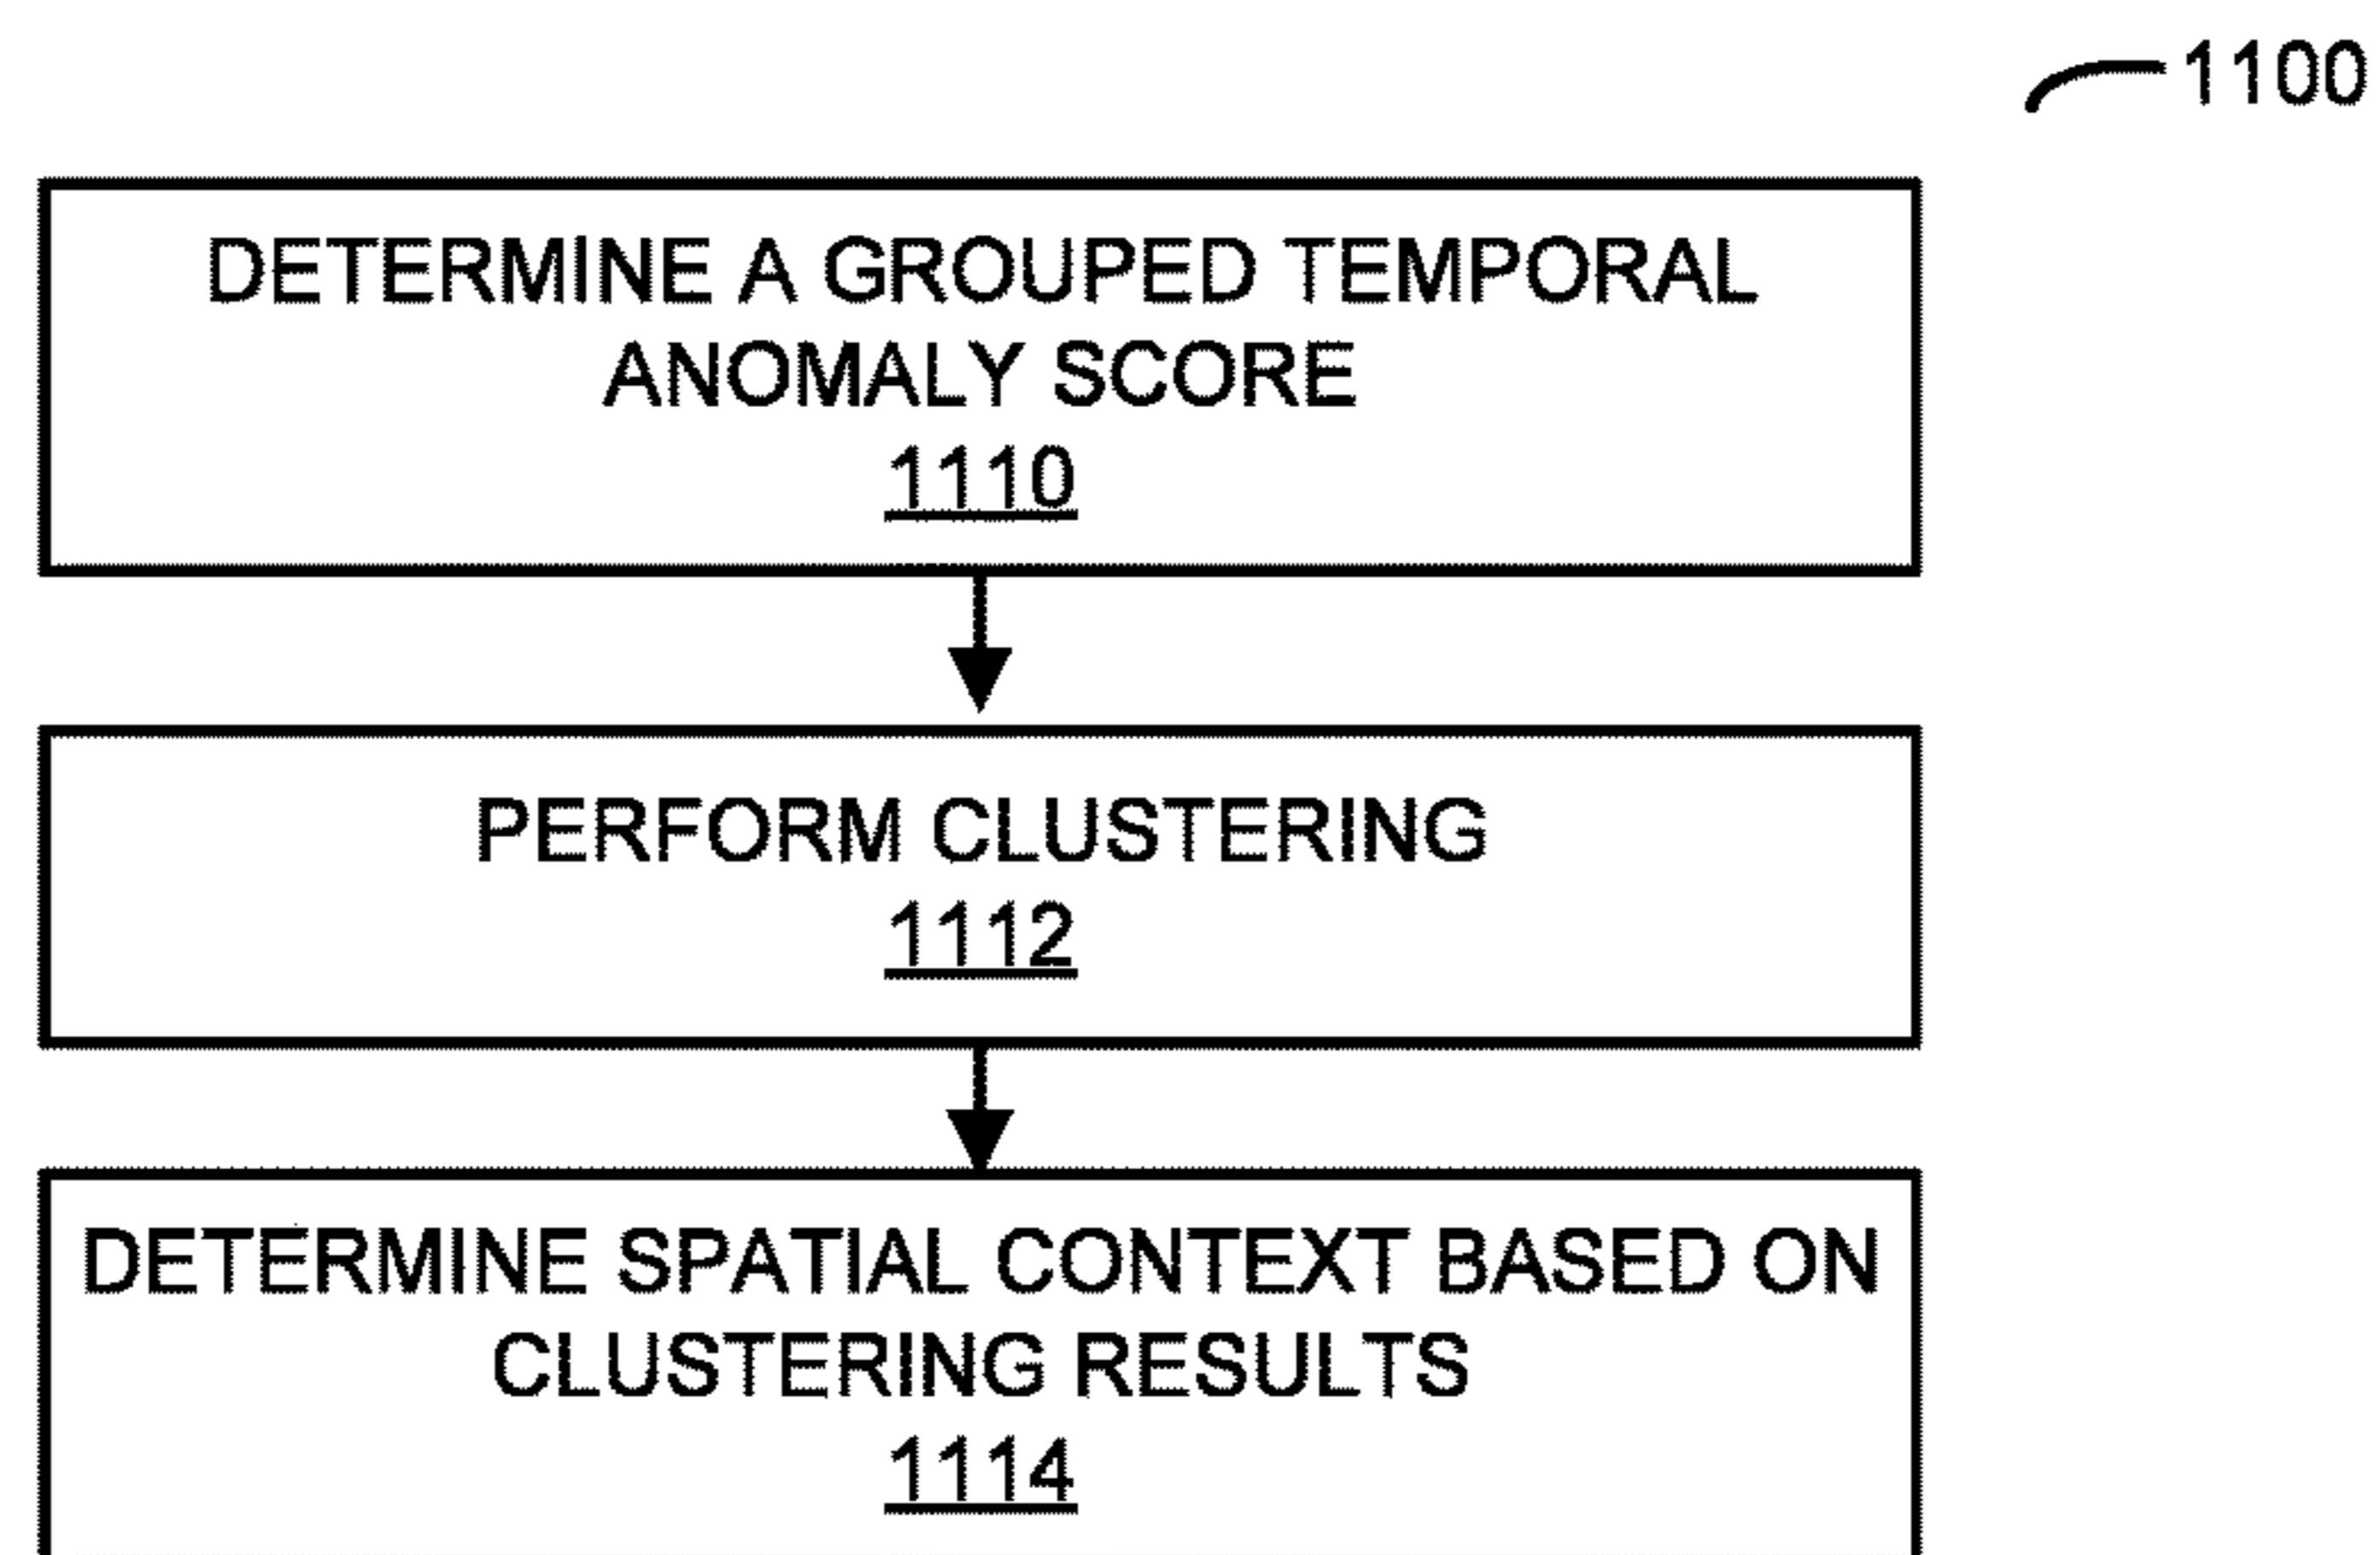 1100
DETERMINE A GROUPED TEMPORAL
ANOMALY SCORE
1110
PERFORM CLUSTERING
1112
DETERMINE SPATIAL CONTEXT BASED ON
CLUSTERING RESULTS
1114